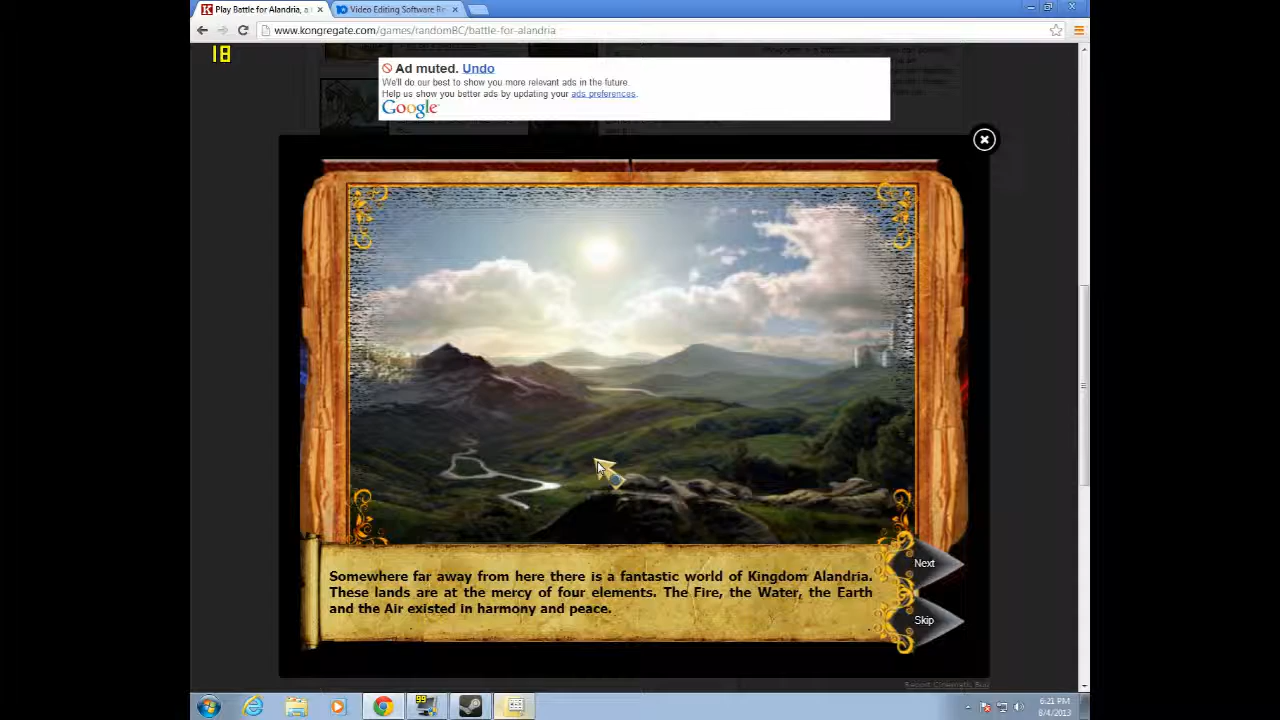 Play Battle for Alandria, a
Video Editing Software Re
www.kongregate.com/games/randomBC/battle-for-alandria
18
Ad muted. Undo
We'll do our best to show you more relevant ads in the future.
Help us show you better ads by updating your ads preferences.
Google
Somewhere far away from here there is a fantastic world of Kingdom Alandria.
These lands are at the mercy of four elements. The Fire, the Water, the Earth
and the Air existed in harmony and peace.
Next
Skip
99
6:21 PM
8/4/2013